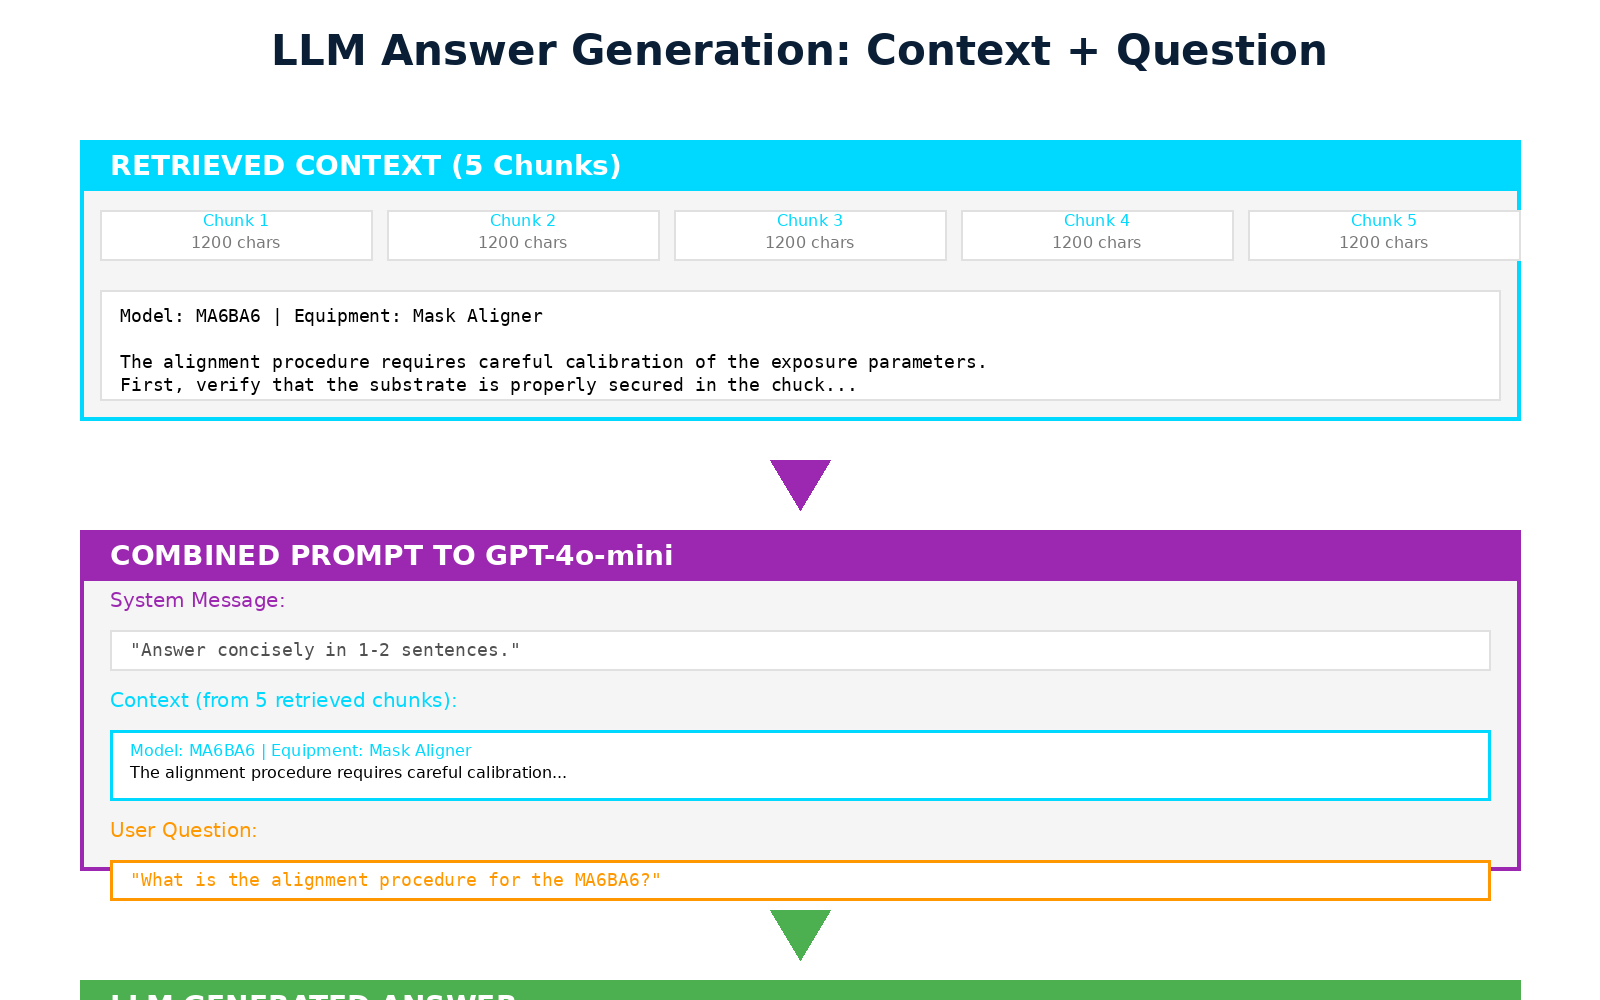 LLM Answer Generation: Context + Question
RETRIEVED CONTEXT (5 Chunks)
Chunk 1
1200 chars
Chunk 2
1200 chars
Chunk 3
1200 chars
Chunk 4
1200 chars
Chunk 5
1200 chars
Model: MA6BA6 | Equipment: Mask Aligner
The alignment procedure requires careful calibration of the exposure parameters.
First, verify that the substrate is properly secured in the chuck...
COMBINED PROMPT TO GPT-4o-mini
System Message:
"Answer concisely in 1-2 sentences."
Context (from 5 retrieved chunks):
Model: MA6BA6 | Equipment: Mask Aligner
The alignment procedure requires careful calibration...
User Question:
"What is the alignment procedure for the MA6BA6?"
LLM GENERATED ANSWER